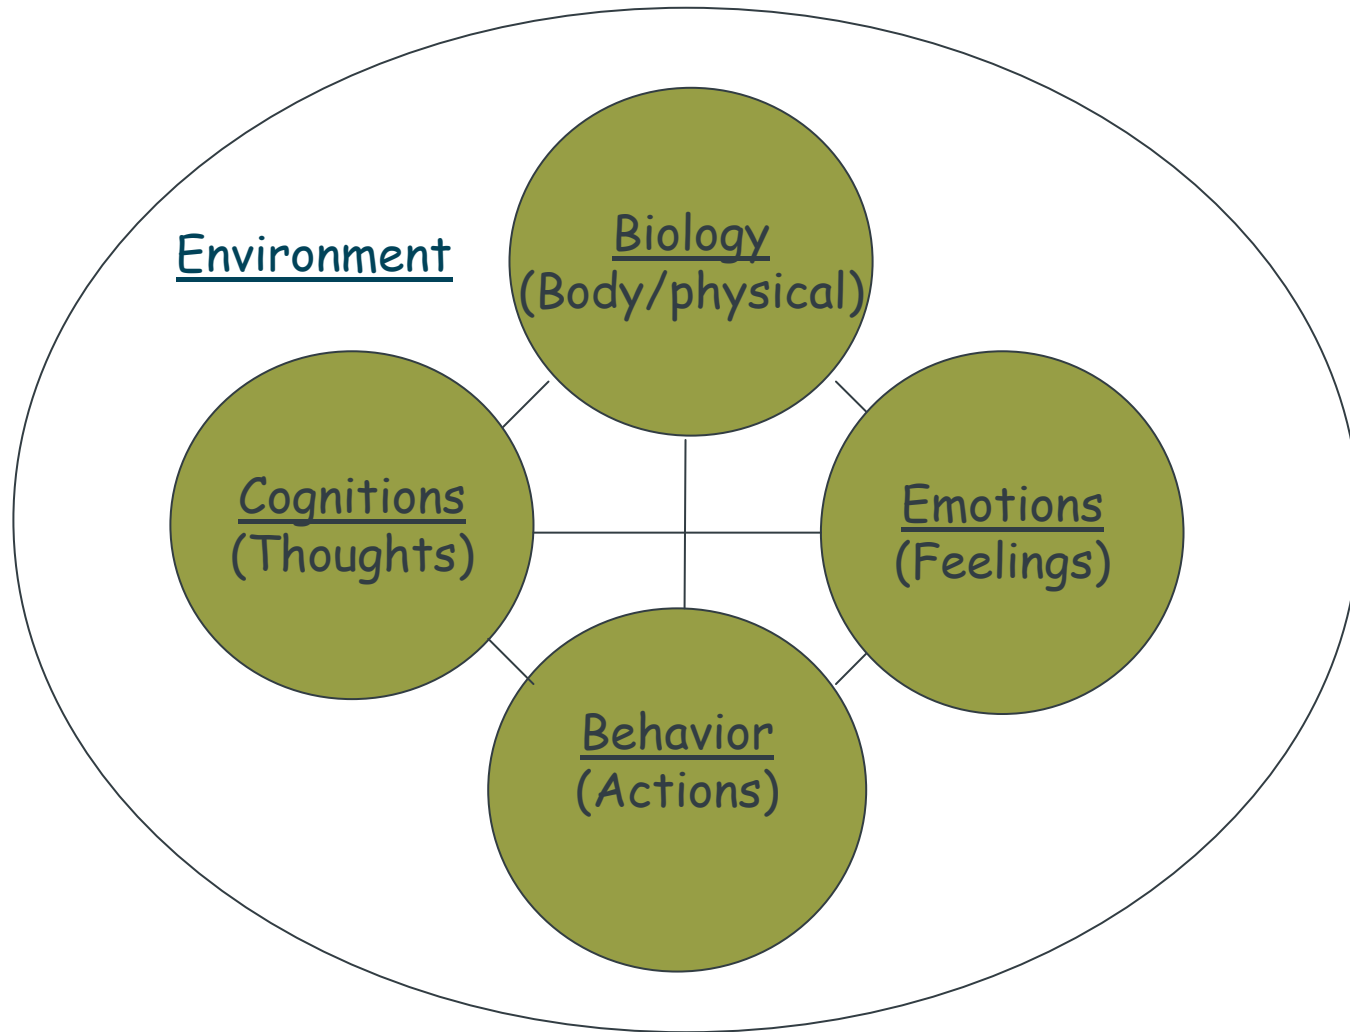 Environment
Biology
(Body/physical)
Cognitions
(Thoughts)
Emotions
(Feelings)
Behavior
(Actions)